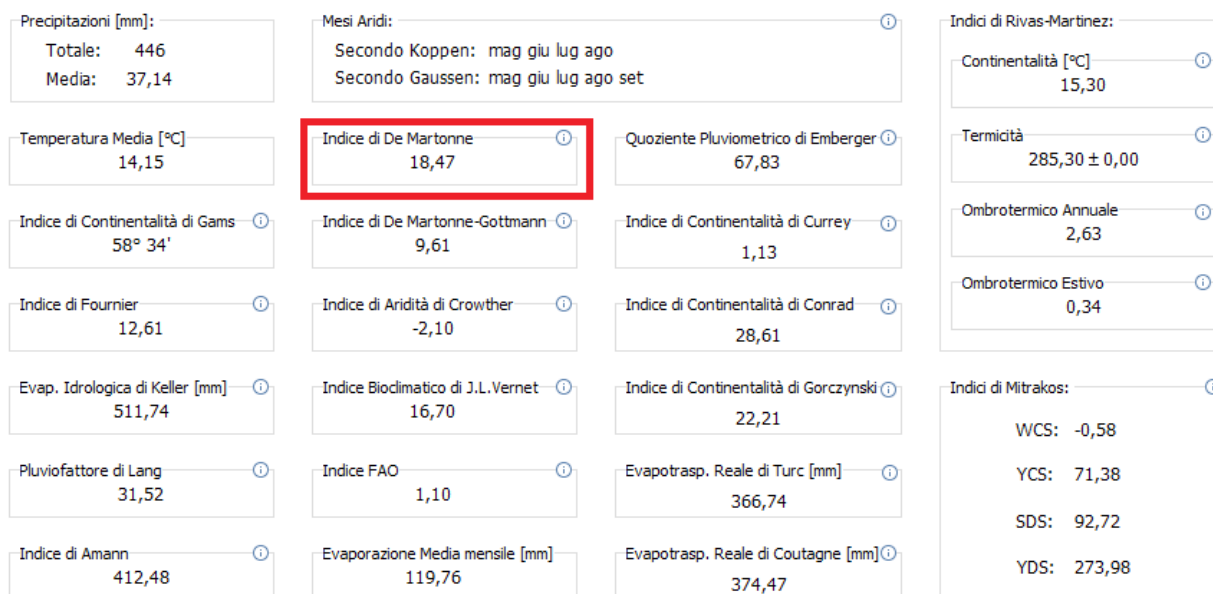 Precipitazioni [mm]:
Totale: 446
Media: 37,14
Mesi Aridi:
Secondo Koppen: mag giu lug ago
Secondo Gaussen: mag giu lug ago set
Indici di Rivas-Martinez:
Continentalità [°C]
15,30
Termicità
285,30 ± 0,00
Ombrotermico Annuale
2,63
Ombrotermico Estivo
0,34
Temperatura Media [°C]
14,15
Indice di De Martonne
18,47
Quoziente Pluviometrico di Emberger
67,83
Indice di Continentalità di Gams
58° 34'
Indice di De Martonne-Gottmann
9,61
Indice di Continentalità di Currey
1,13
Indice di Fournier
12,61
Indice di Aridità di Crowther
-2,10
Indice di Continentalità di Conrad
28,61
Evap. Idrologica di Keller [mm]
511,74
Indice Bioclimatico di J.L.Vernet
16,70
Indice di Continentalità di Gorczynski
22,21
Pluviofattore di Lang
31,52
Indice FAO
1,10
Evapotrasp. Reale di Turc [mm]
366,74
Indice di Amann
412,48
Evaporazione Media mensile [mm]
119,76
Evapotrasp. Reale di Coutagne [mm]
374,47
Indici di Mitrakos:
WCS: -0,58
YCS: 71,38
SDS: 92,72
YDS: 273,98